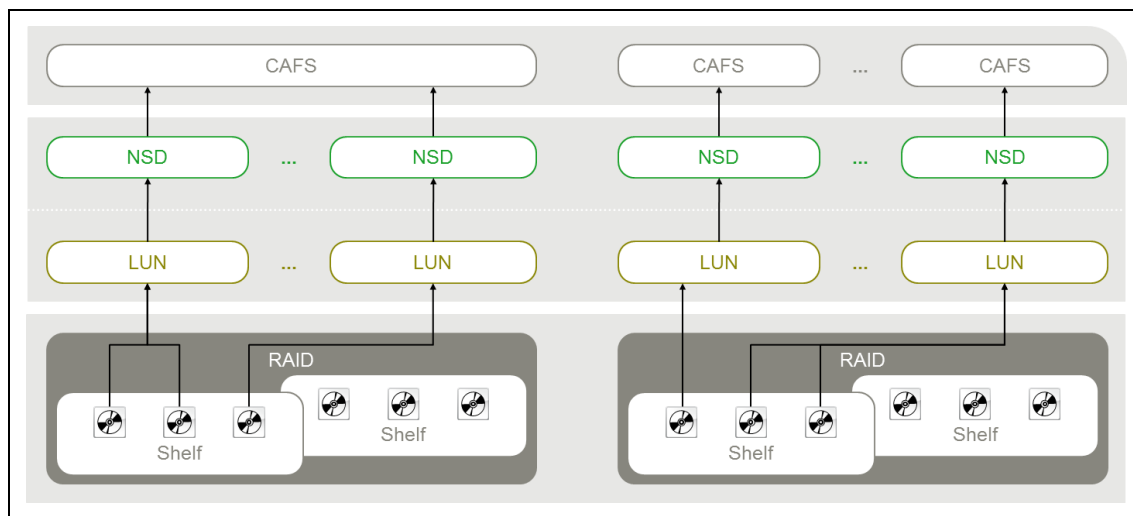 CAFS CAFS ... CAFS
NSD ... NSD NSD ... NSD
LUN ... LUN LUN ... LUN
RAID RAID
Shelf Shelf Shelf Shelf